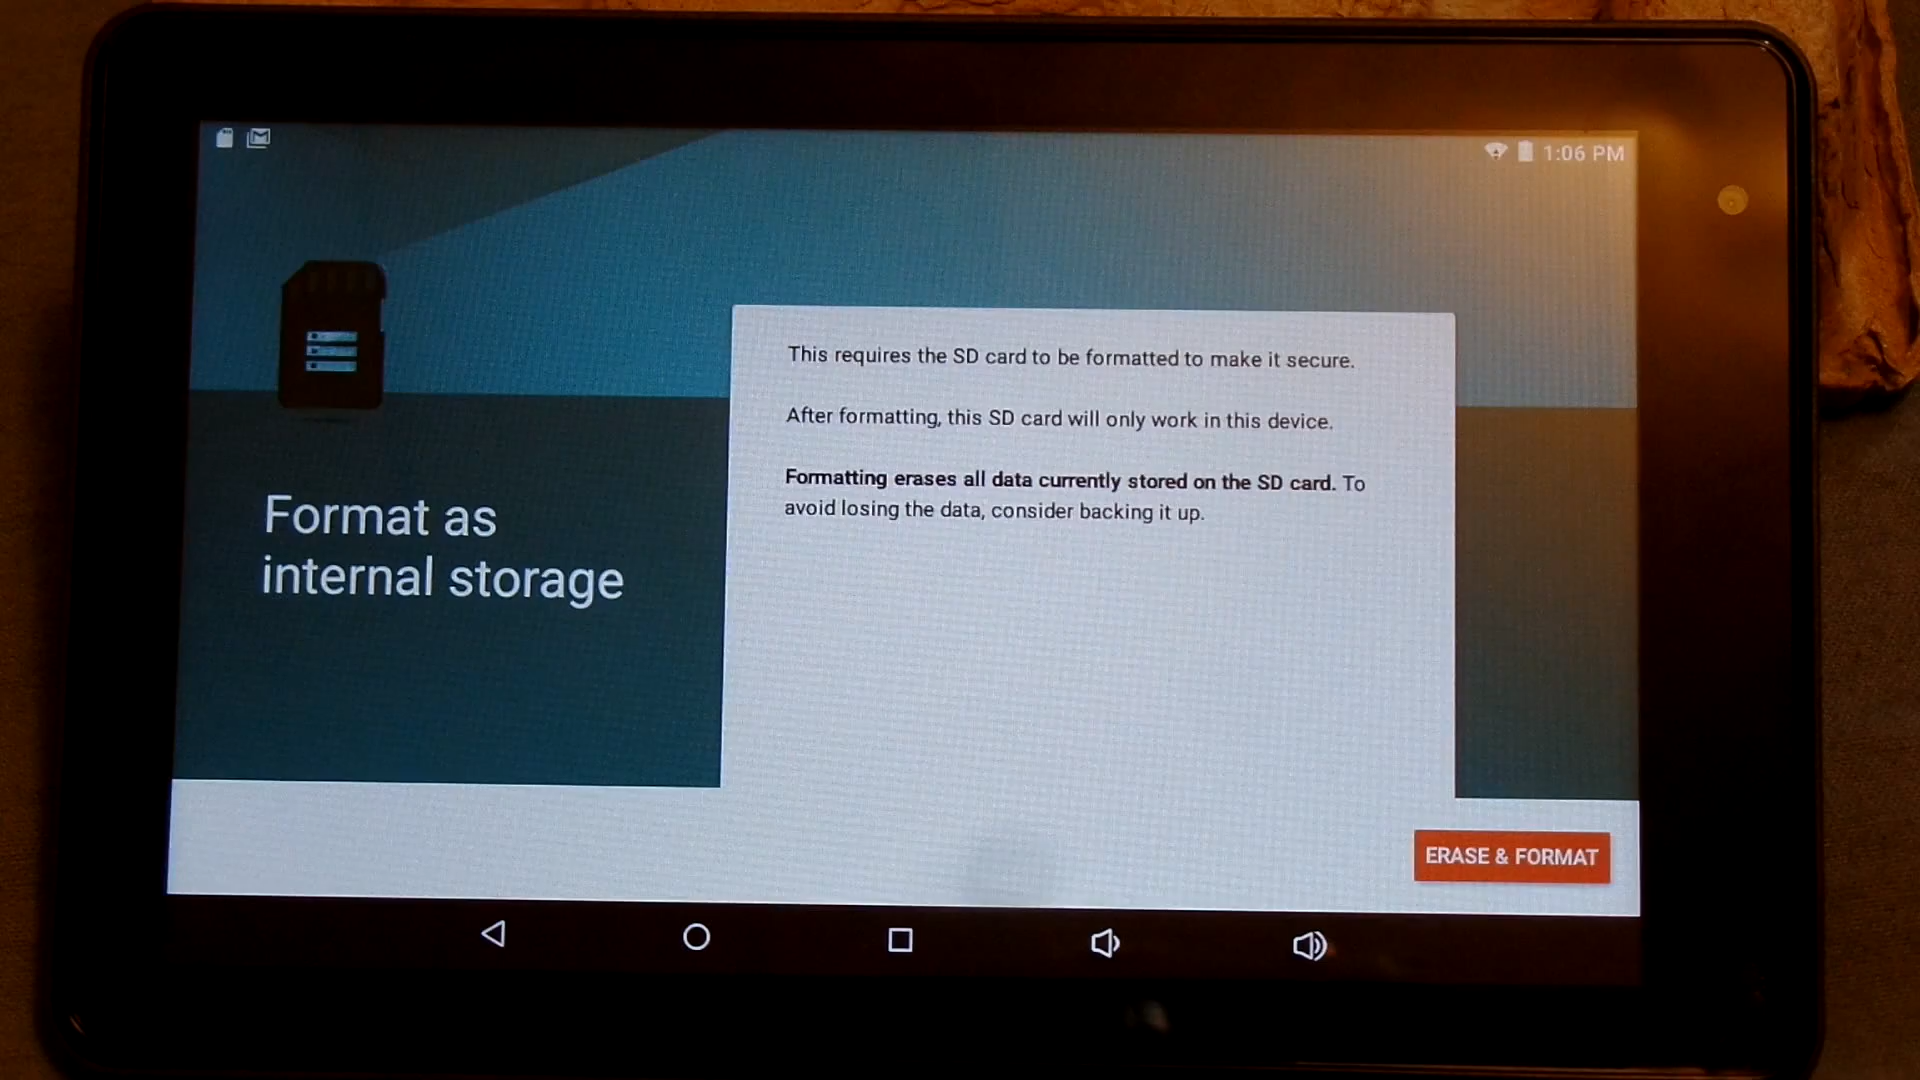 1:06 PM
Format as
internal storage
This requires the SD card to be formatted to make it secure.
After formatting, this SD card will only work in this device.
Formatting erases all data currently stored on the SD card. To
avoid losing the data, consider backing it up.
ERASE & FORMAT